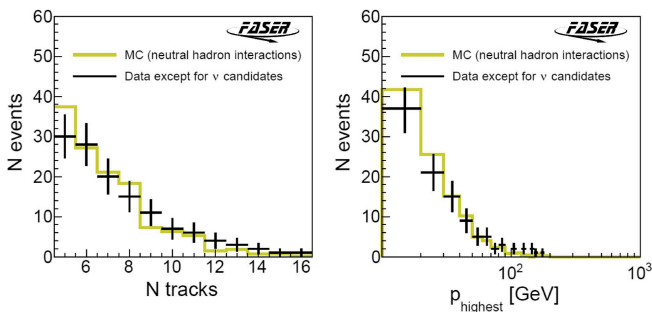 60
50
40
30
20
10
0
N events
FASER
MC (neutral hadron interactions)
Data except for ν candidates
6 8 10 12 14 16
N tracks
60
50
40
30
20
10
0
N events
FASER
MC (neutral hadron interactions)
Data except for ν candidates
10² 10³
p_highest [GeV]